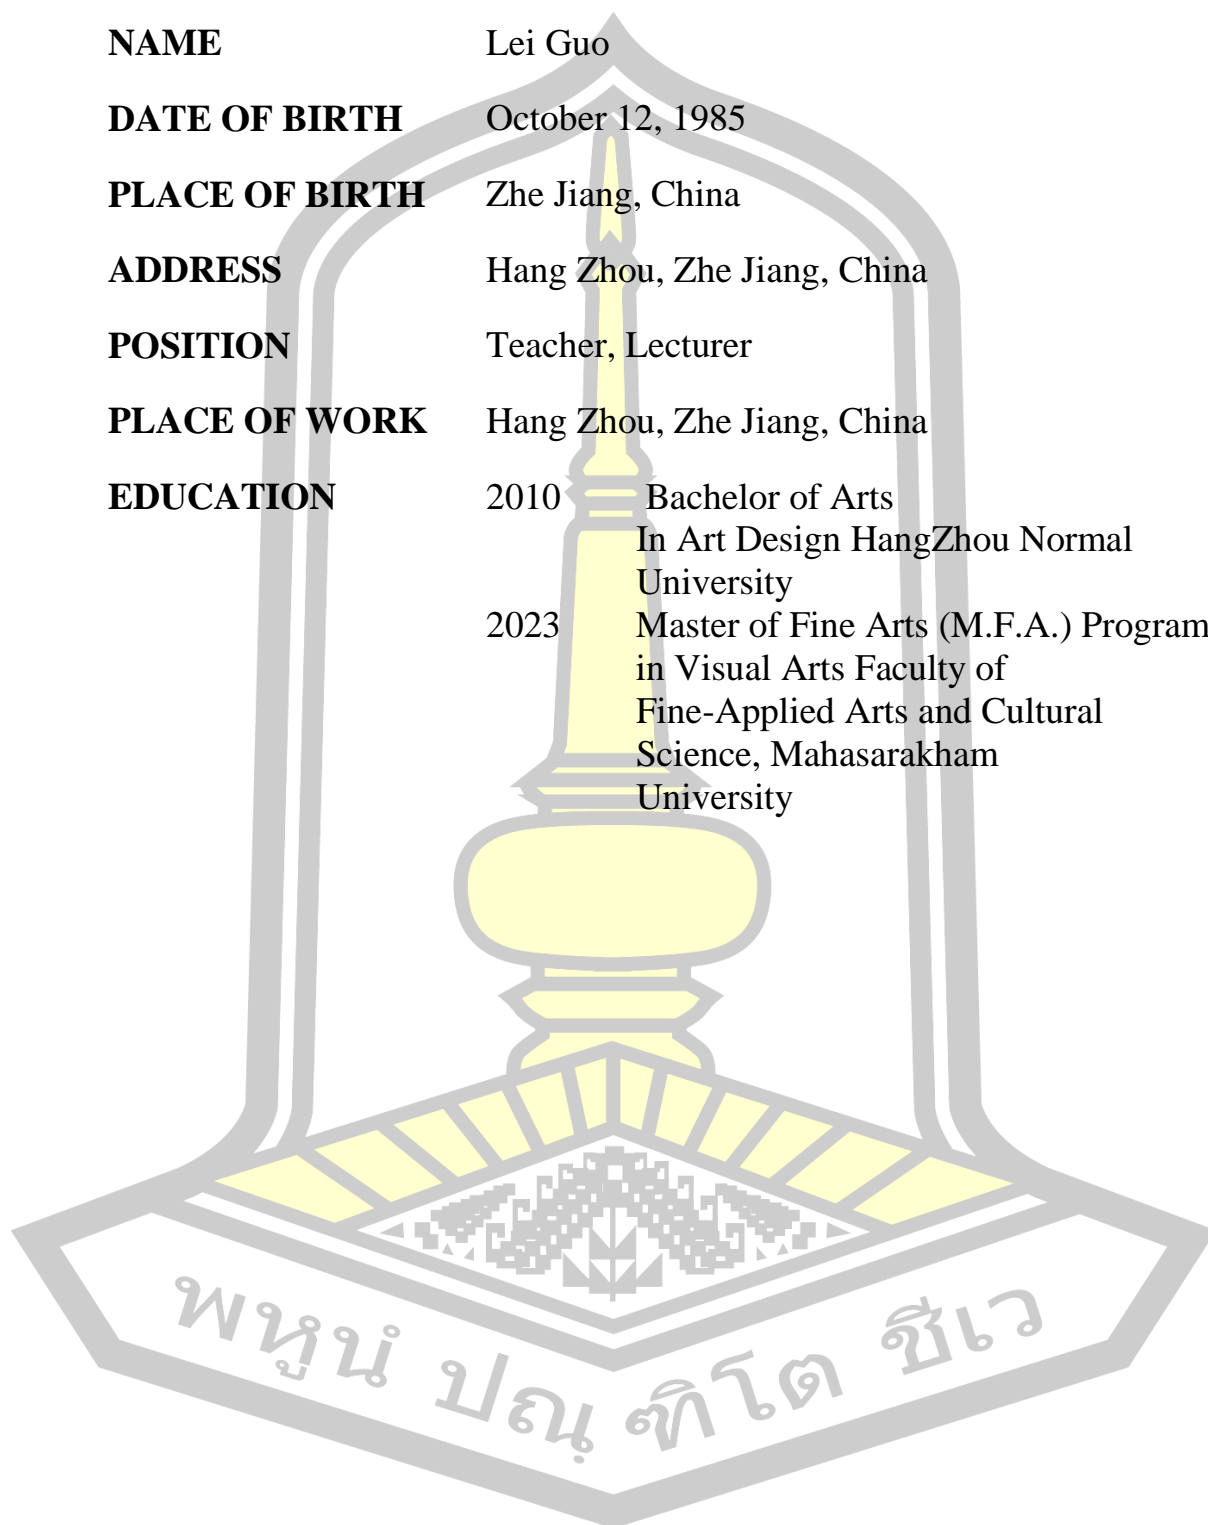 NAME Lei Guo
DATE OF BIRTH October 12, 1985
PLACE OF BIRTH Zhe Jiang, China
ADDRESS Hang Zhou, Zhe Jiang, China
POSITION Teacher, Lecturer
PLACE OF WORK Hang Zhou, Zhe Jiang, China
EDUCATION 2010 Bachelor of Arts
In Art Design HangZhou Normal
University
2023 Master of Fine Arts (M.F.A.) Program
in Visual Arts Faculty of
Fine-Applied Arts and Cultural
Science, Mahasarakham
University
พหูนํ ปณฺ ฑิโต ชีเว